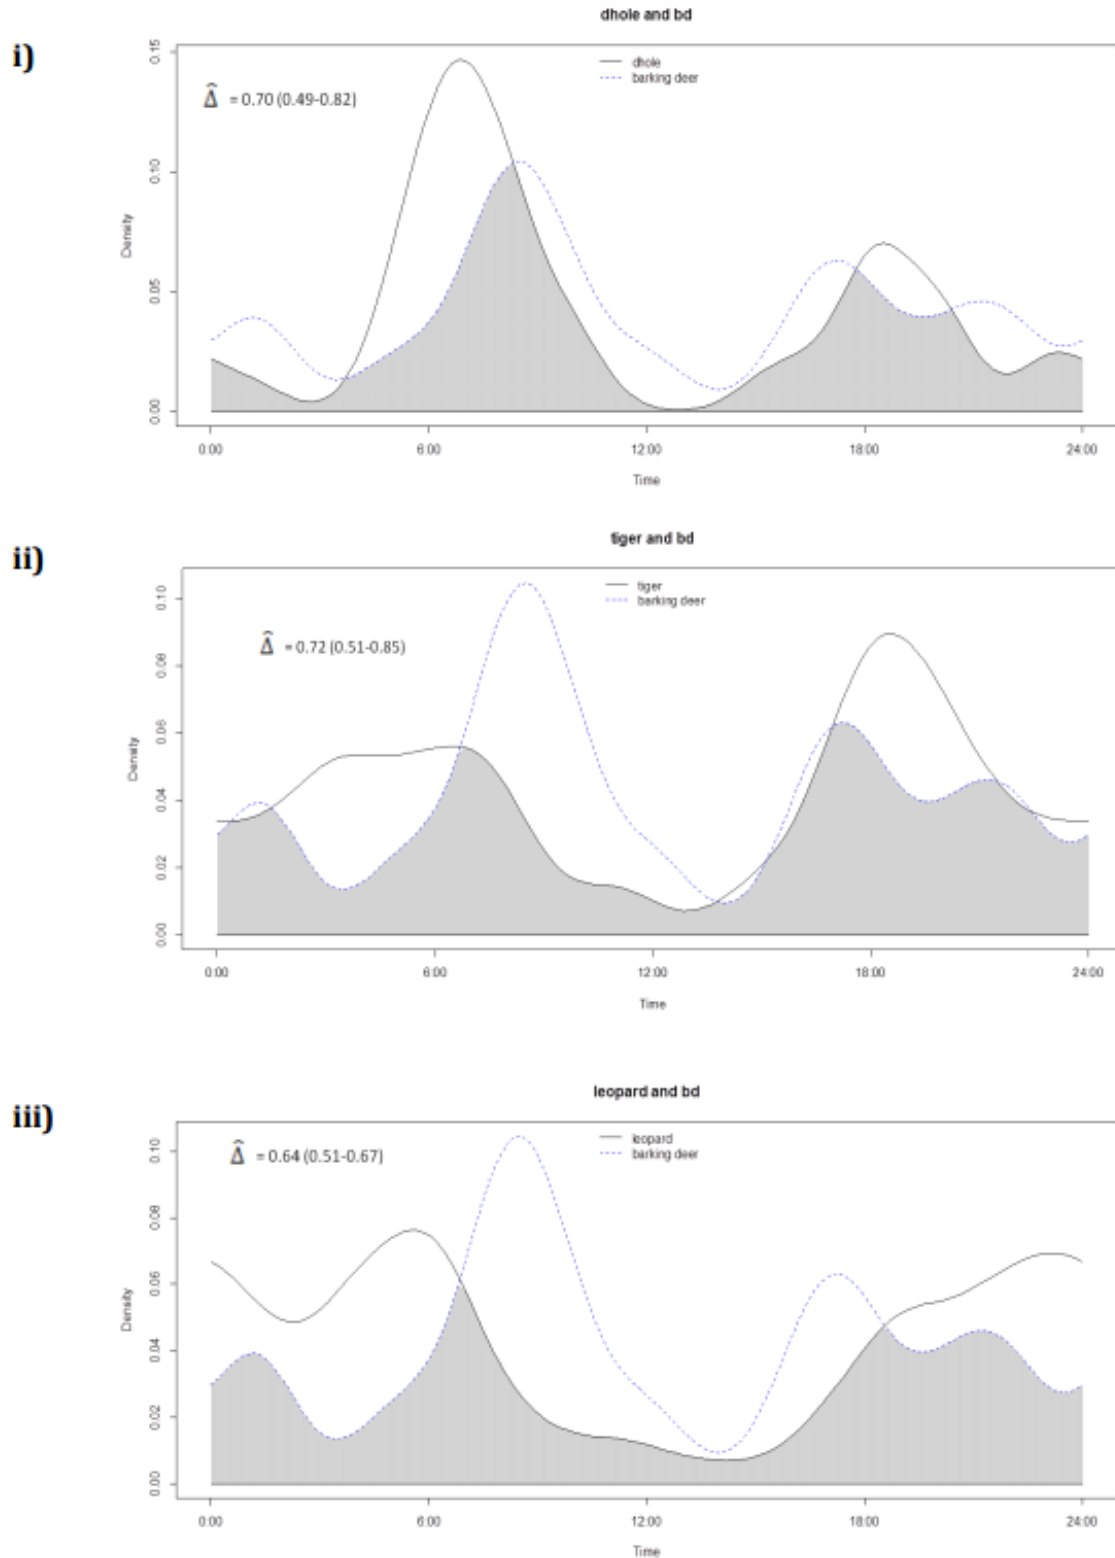 i)
dhole and bd
Δ̂ = 0.70 (0.49-0.82)
dhole
barking deer
Density
0.15
0.10
0.05
0.00
0:00 6:00 12:00 18:00 24:00
Time
ii)
tiger and bd
Δ̂ = 0.72 (0.51-0.85)
tiger
barking deer
Density
0.10
0.08
0.06
0.04
0.02
0.00
0:00 6:00 12:00 18:00 24:00
Time
iii)
leopard and bd
Δ̂ = 0.64 (0.51-0.67)
leopard
barking deer
Density
0.10
0.08
0.06
0.04
0.02
0.00
0:00 6:00 12:00 18:00 24:00
Time